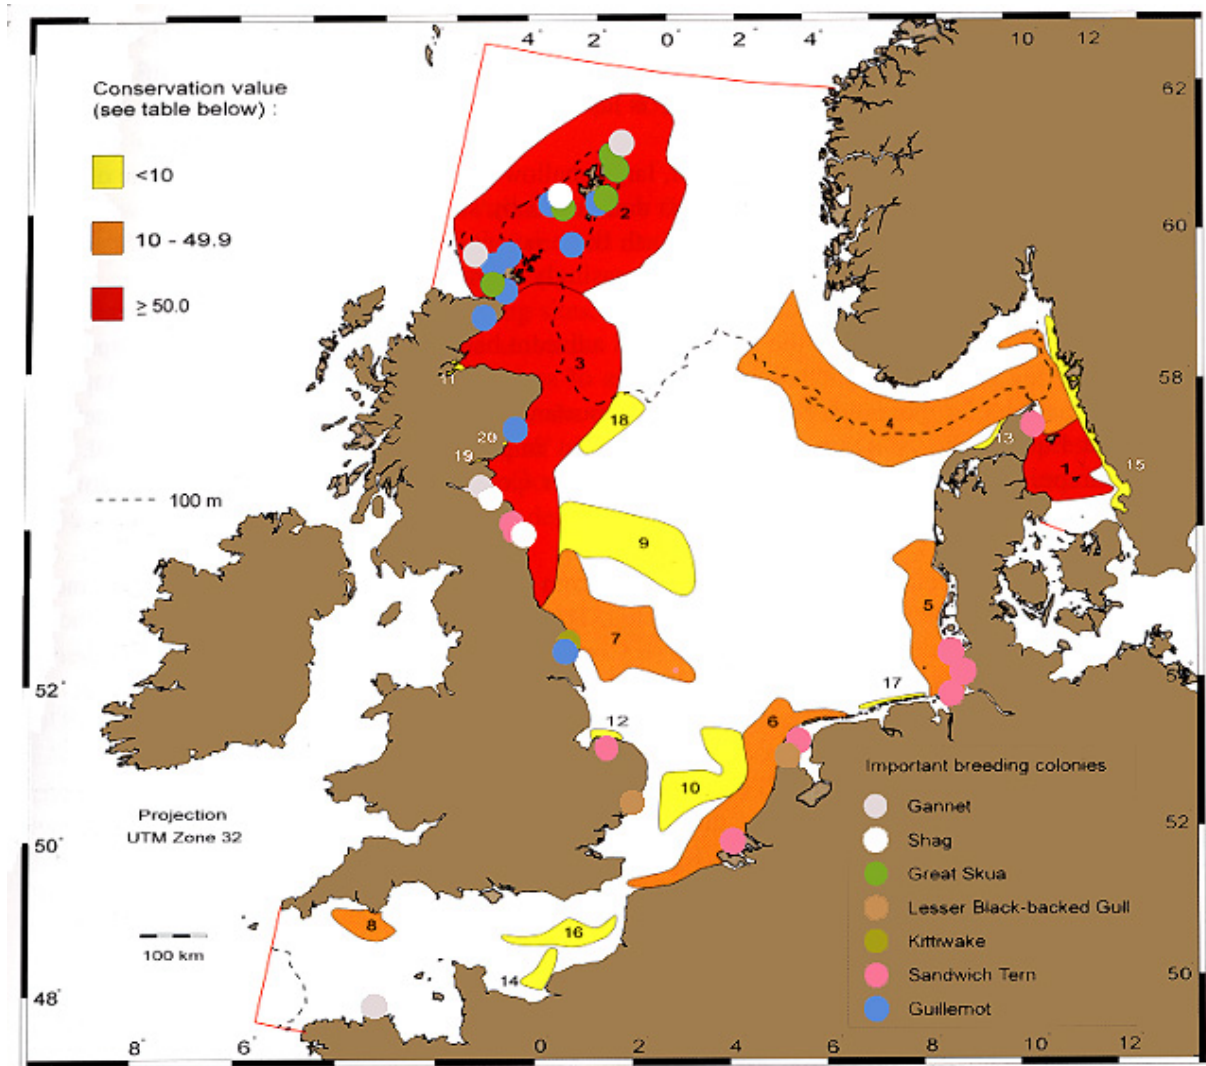 4° 2° 0° 2° 4° 10 12
Conservation value
(see table below) :
<10
10 - 49.9
≥ 50.0
62
60
58
52
52
50
100 m
2
3
11
18
4
20
19
13
1
15
9
5
7
17
12
6
10
8
16
14
52°
50°
48°
Projection
UTM Zone 32
100 km
Important breeding colonies
Gannet
Shag
Great Skua
Lesser Black-backed Gull
Kittiwake
Sandwich Tern
Guillemot
8° 6° 0 2 4 6 8 10 12